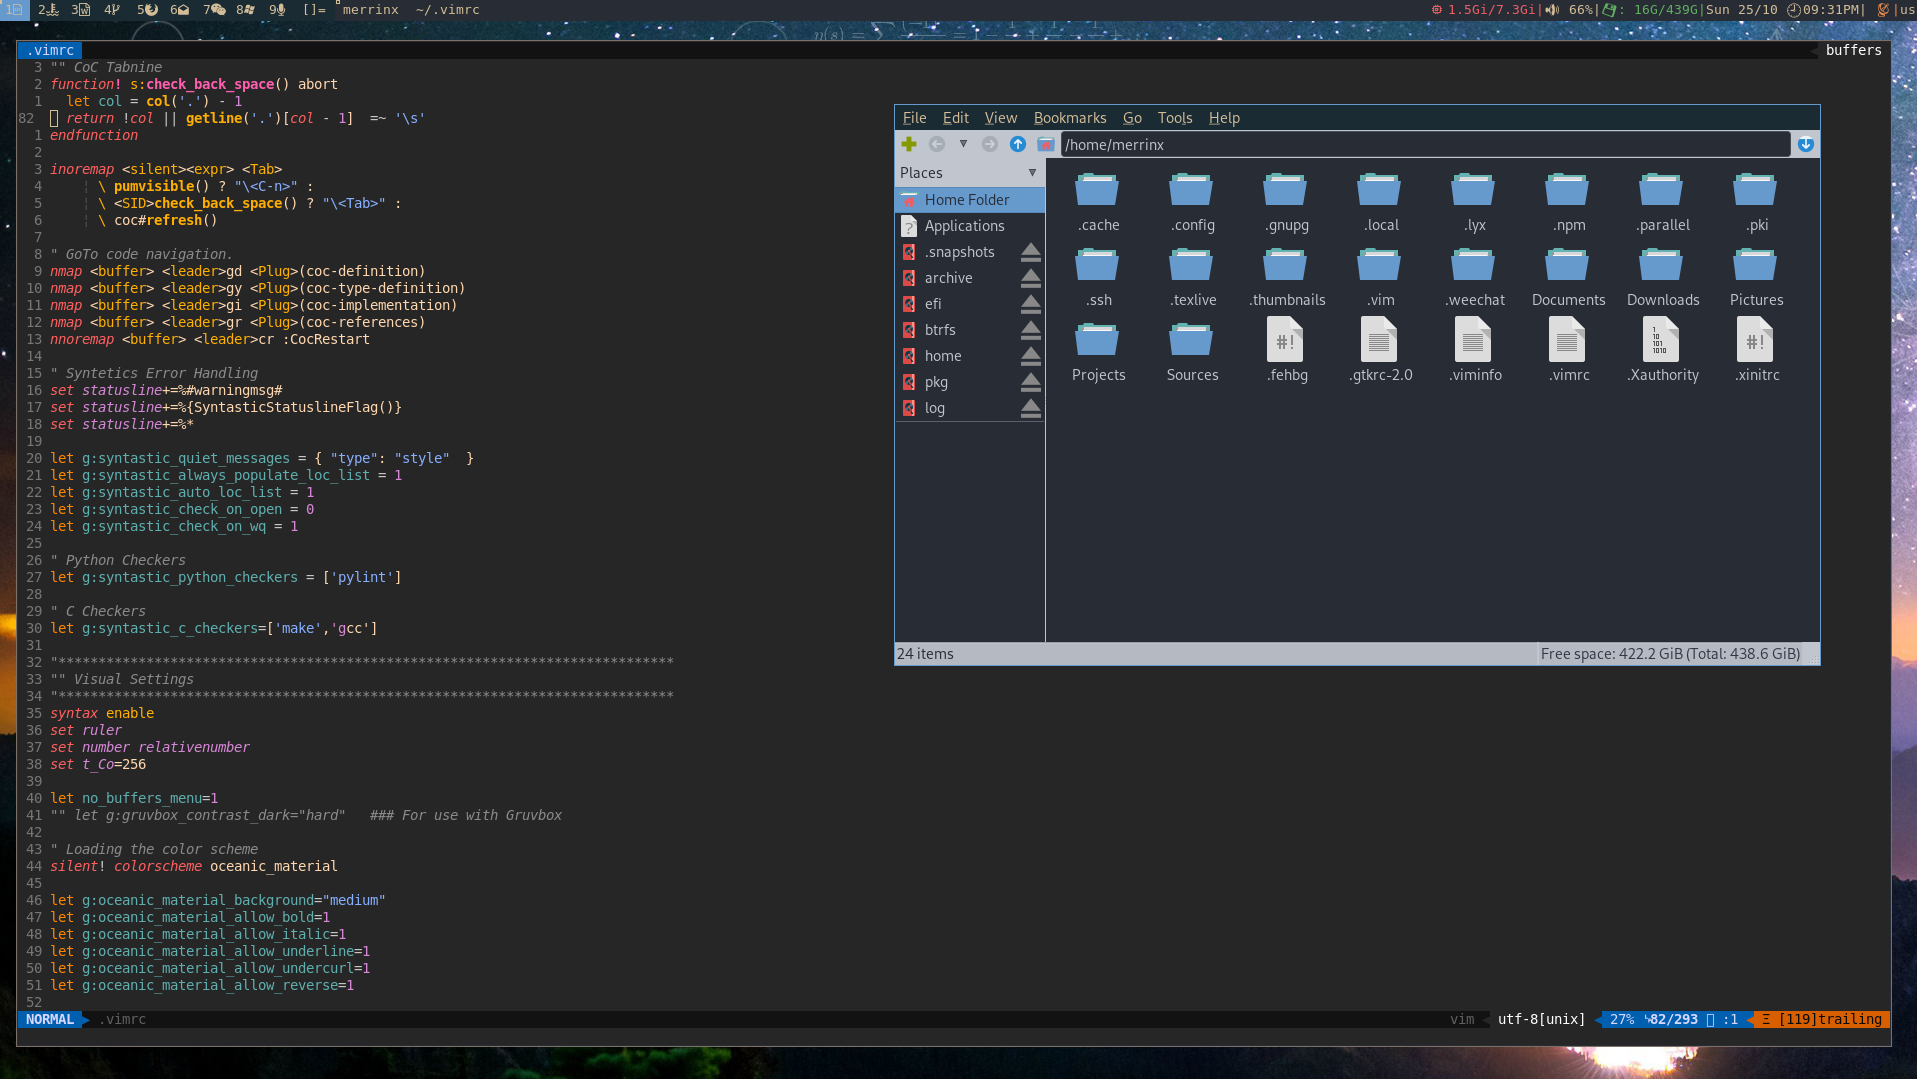 1 2 3 4 5 6 7 8 9 []= merrinx ~/.vimrc 1.5Gi/7.3Gi| 66%| : 16G/439G|Sun 25/10 09:31PM| |us
.vimrc buffers
3 "" CoC Tabnine
2 function! s:check_back_space() abort
1 let col = col('.') - 1
82 return !col || getline('.')[col - 1] =~ '\s'
1 endfunction
2
3 inoremap <silent><expr> <Tab>
4 ¦ \ pumvisible() ? "\<C-n>" :
5 ¦ \ <SID>check_back_space() ? "\<Tab>" :
6 ¦ \ coc#refresh()
7
8 " GoTo code navigation.
9 nmap <buffer> <leader>gd <Plug>(coc-definition)
10 nmap <buffer> <leader>gy <Plug>(coc-type-definition)
11 nmap <buffer> <leader>gi <Plug>(coc-implementation)
12 nmap <buffer> <leader>gr <Plug>(coc-references)
13 nnoremap <buffer> <leader>cr :CocRestart
14
15 " Syntetics Error Handling
16 set statusline+=%#warningmsg#
17 set statusline+=%{SyntasticStatuslineFlag()}
18 set statusline+=%*
19
20 let g:syntastic_quiet_messages = { "type": "style" }
21 let g:syntastic_always_populate_loc_list = 1
22 let g:syntastic_auto_loc_list = 1
23 let g:syntastic_check_on_open = 0
24 let g:syntastic_check_on_wq = 1
25
26 " Python Checkers
27 let g:syntastic_python_checkers = ['pylint']
28
29 " C Checkers
30 let g:syntastic_c_checkers=['make','gcc']
31
32 "*****************************************************************************
33 "" Visual Settings
34 "*****************************************************************************
35 syntax enable
36 set ruler
37 set number relativenumber
38 set t_Co=256
39
40 let no_buffers_menu=1
41 "" let g:gruvbox_contrast_dark="hard" ### For use with Gruvbox
42
43 " Loading the color scheme
44 silent! colorscheme oceanic_material
45
46 let g:oceanic_material_background="medium"
47 let g:oceanic_material_allow_bold=1
48 let g:oceanic_material_allow_italic=1
49 let g:oceanic_material_allow_underline=1
50 let g:oceanic_material_allow_undercurl=1
51 let g:oceanic_material_allow_reverse=1
52
NORMAL .vimrc vim utf-8[unix] 27% 82/293 :1 Ξ [119]trailing
File Edit View Bookmarks Go Tools Help
/home/merrinx
Places
Home Folder
Applications
.snapshots
archive
efi
btrfs
home
pkg
log
.cache .config .gnupg .local .lyx .npm .parallel .pki
.ssh .texlive .thumbnails .vim .weechat Documents Downloads Pictures
Projects Sources .fehbg .gtkrc-2.0 .viminfo .vimrc .Xauthority .xinitrc
24 items Free space: 422.2 GiB (Total: 438.6 GiB)